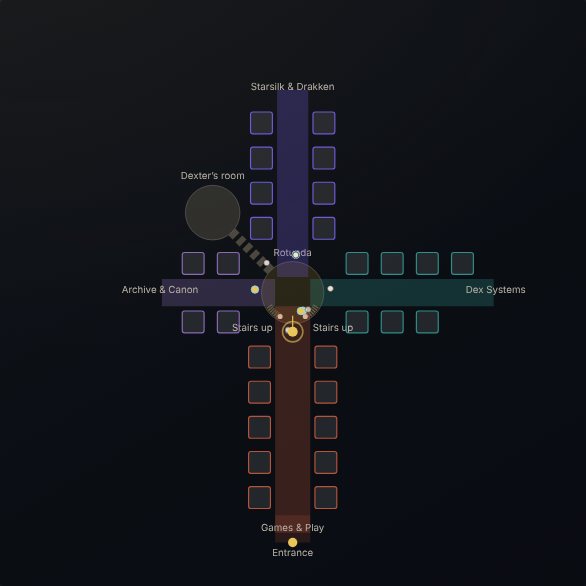 Starsilk & Drakken
Dexter's room
Rotunda
Archive & Canon
Dex Systems
Stairs up
Stairs up
Games & Play
Entrance